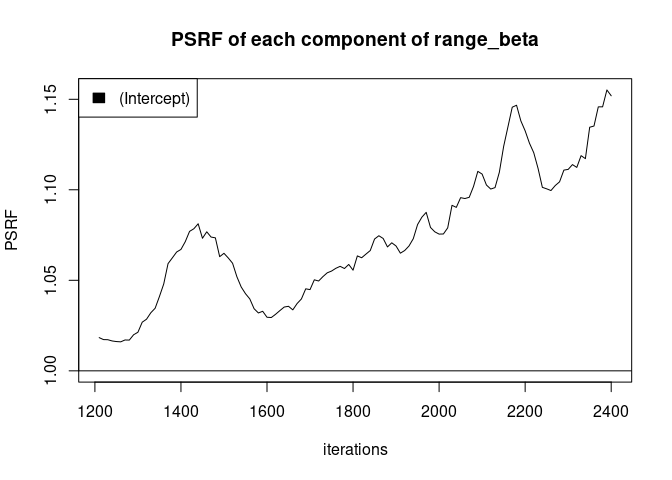 PSRF of each component of range_beta
(Intercept)
PSRF
1.15
1.10
1.05
1.00
1200 1400 1600 1800 2000 2200 2400
iterations